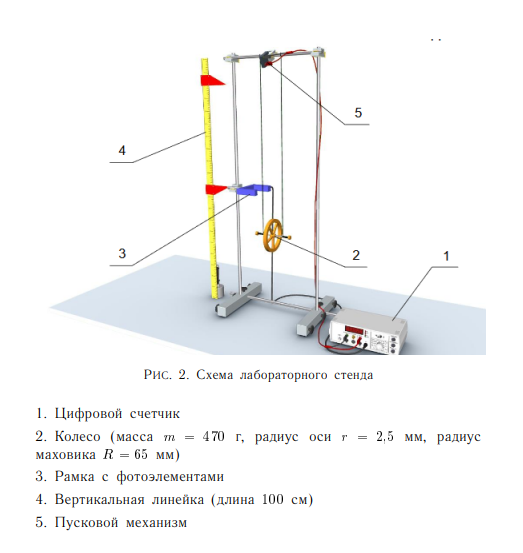 5
4
3
2
1
Рис. 2. Схема лабораторного стенда
1. Цифровой счетчик
2. Колесо (масса m = 470 г, радиус оси r = 2,5 мм, радиус
маховика R = 65 мм)
3. Рамка с фотоэлементами
4. Вертикальная линейка (длина 100 см)
5. Пусковой механизм